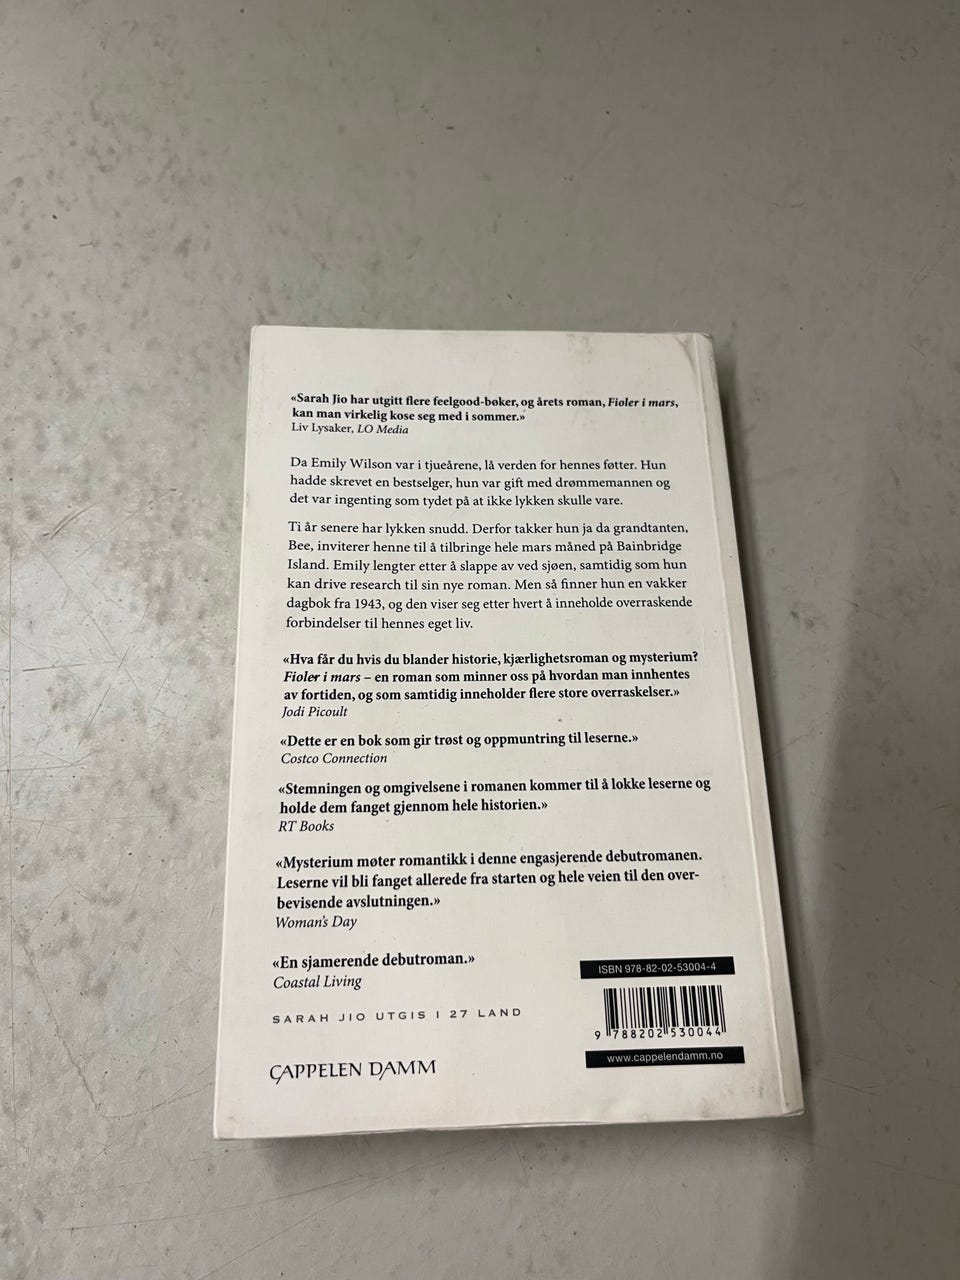 «Sarah Jio har utgitt flere feelgood-bøker, og årets roman, Fioler i mars,
kan man virkelig kose seg med i sommer.»
Liv Lysaker, LO Media
Da Emily Wilson var i tjueårene, lå verden for hennes føtter. Hun
hadde skrevet en bestselger, hun var gift med drømmemannen og
det var ingenting som tydet på at ikke lykken skulle vare.
Ti år senere har lykken snudd. Derfor takker hun ja da grandtanten,
Bee, inviterer henne til å tilbringe hele mars måned på Bainbridge
Island. Emily lengter etter å slappe av ved sjøen, samtidig som hun
kan drive research til sin nye roman. Men så finner hun en vakker
dagbok fra 1943, og den viser seg etter hvert å inneholde overraskende
forbindelser til hennes eget liv.
«Hva får du hvis du blander historie, kjærlighetsroman og mysterium?
Fioler i mars – en roman som minner oss på hvordan man innhentes
av fortiden, og som samtidig inneholder flere store overraskelser.»
Jodi Picoult
«Dette er en bok som gir trøst og oppmuntring til leserne.»
Costco Connection
«Stemningen og omgivelsene i romanen kommer til å lokke leserne og
holde dem fanget gjennom hele historien.»
RT Books
«Mysterium møter romantikk i denne engasjerende debutromanen.
Leserne vil bli fanget allerede fra starten og hele veien til den over-
bevisende avslutningen.»
Woman's Day
«En sjamerende debutroman.»
Coastal Living
SARAH JIO UTGIS I 27 LAND
CAPPELEN DAMM
ISBN 978-82-02-53004-4
9 788202 530044
www.cappelendamm.no